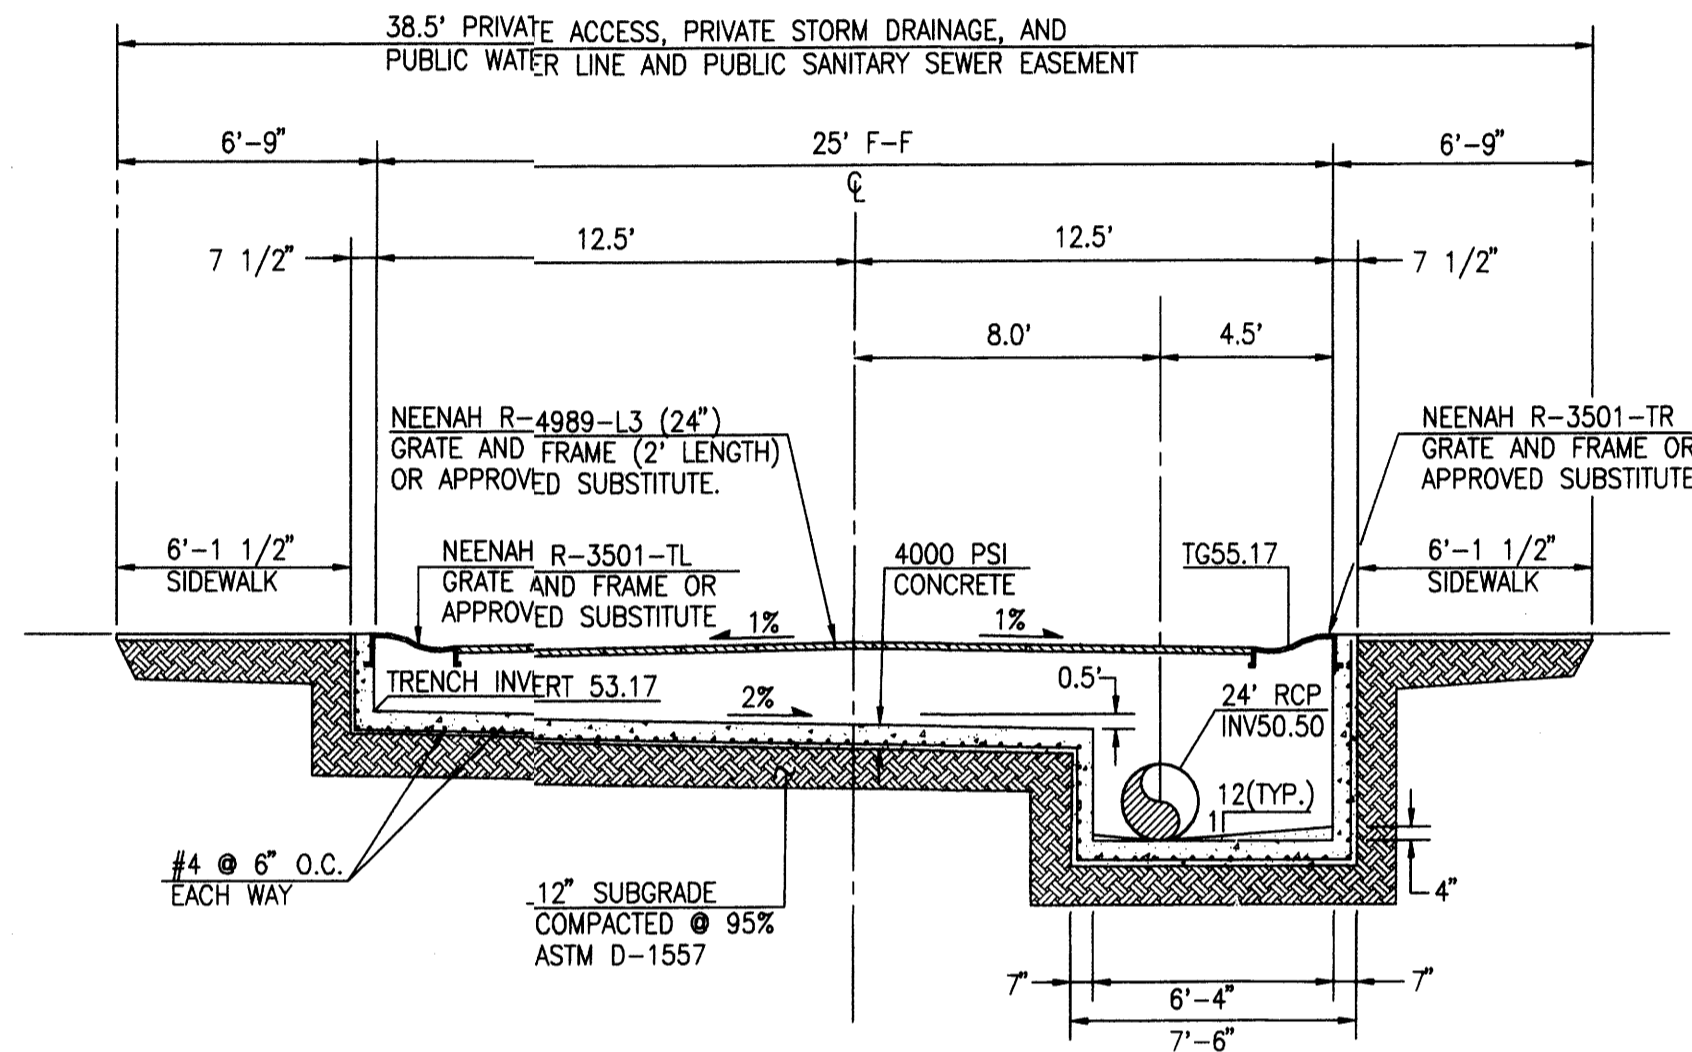 38.5' PRIVATE ACCESS, PRIVATE STORM DRAINAGE, AND
PUBLIC WATER LINE AND PUBLIC SANITARY SEWER EASEMENT
6'-9"
25' F-F
6'-9"
℄
12.5'
12.5'
7 1/2"
7 1/2"
8.0'
4.5'
NEENAH R-4989-L3 (24")
GRATE AND FRAME (2' LENGTH)
OR APPROVED SUBSTITUTE.
NEENAH R-3501-TR
GRATE AND FRAME OR
APPROVED SUBSTITUTE
6'-1 1/2"
SIDEWALK
NEENAH R-3501-TL
GRATE AND FRAME OR
APPROVED SUBSTITUTE
4000 PSI
CONCRETE
TG55.17
6'-1 1/2"
SIDEWALK
1%
1%
TRENCH INVERT 53.17
2%
0.5'
24' RCP
INV50.50
12(TYP.)
1
#4 @ 6" O.C.
EACH WAY
12" SUBGRADE
COMPACTED @ 95%
ASTM D-1557
4"
7"
6'-4"
7"
7'-6"